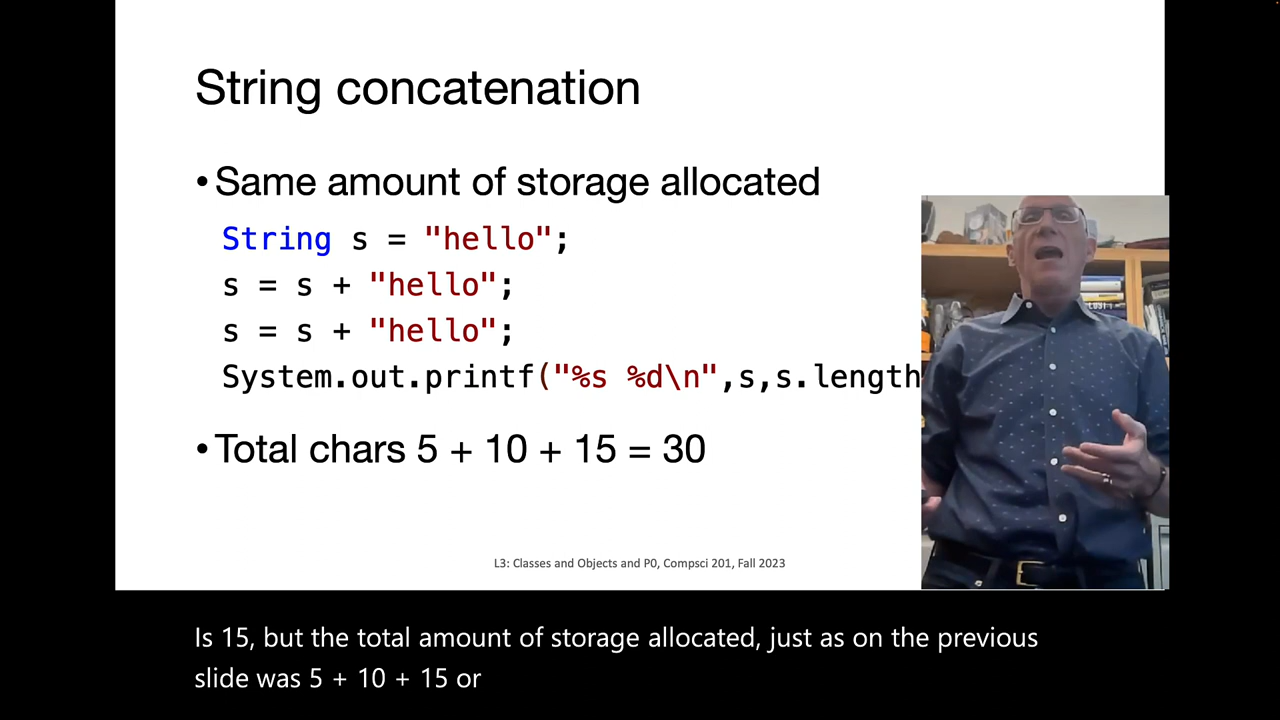 String concatenation
• Same amount of storage allocated
String s = "hello";
s = s + "hello";
s = s + "hello";
System.out.printf("%s %d\n",s,s.length
• Total chars 5 + 10 + 15 = 30
L3: Classes and Objects and P0, Compsci 201, Fall 2023
Is 15, but the total amount of storage allocated, just as on the previous
slide was 5 + 10 + 15 or